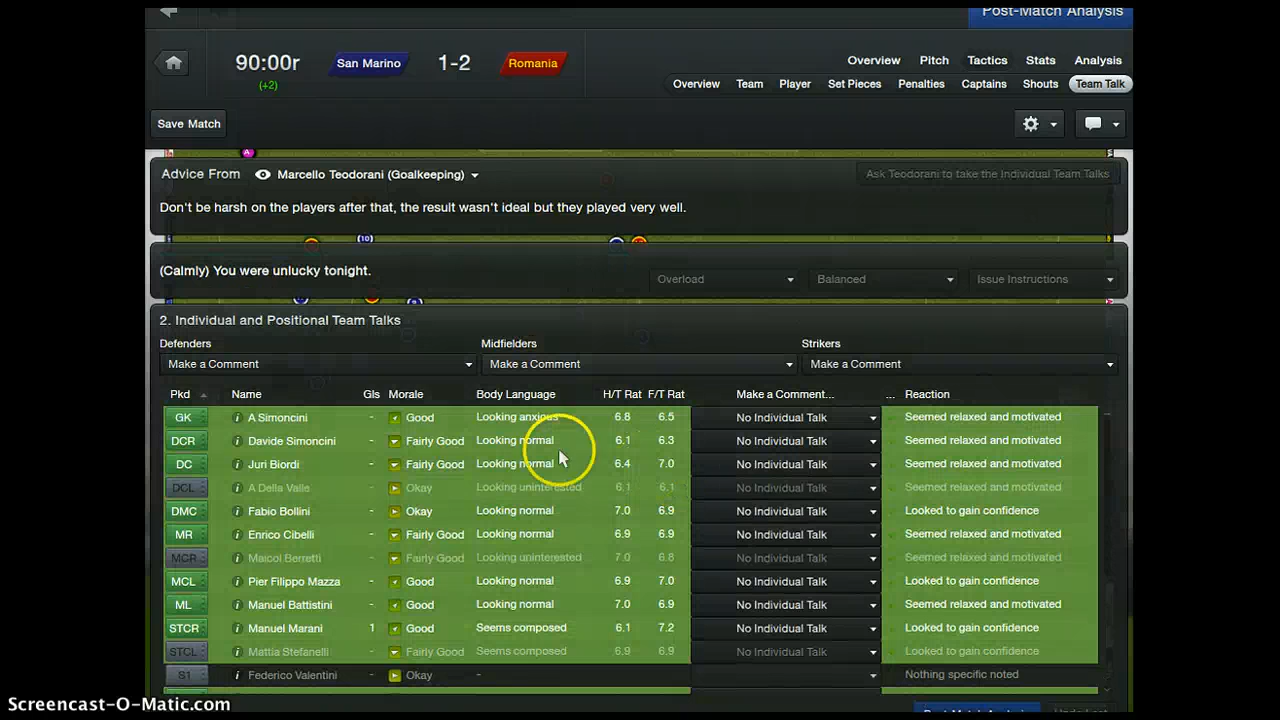 Post-Match Analysis
90:00r San Marino 1-2 Romania
(+2)
Overview Pitch Tactics Stats Analysis
Overview Team Player Set Pieces Penalties Captains Shouts Team Talk
Save Match
Advice From Marcello Teodorani (Goalkeeping) Ask Teodorani to take the Individual Team Talks
Don't be harsh on the players after that, the result wasn't ideal but they played very well.
(Calmly) You were unlucky tonight.
Overload Balanced Issue Instructions
2. Individual and Positional Team Talks
Defenders Midfielders Strikers
Make a Comment Make a Comment Make a Comment
Pkd Name Gls Morale Body Language H/T Rat F/T Rat Make a Comment... ... Reaction
GK A Simoncini - Good Looking anxious 6.8 6.5 No Individual Talk Seemed relaxed and motivated
DCR Davide Simoncini - Fairly Good Looking normal 6.1 6.3 No Individual Talk Seemed relaxed and motivated
DC Juri Biordi - Fairly Good Looking normal 6.4 7.0 No Individual Talk Seemed relaxed and motivated
DCL A Della Valle - Okay Looking uninterested 6.1 6.1 No Individual Talk Seemed relaxed and motivated
DMC Fabio Bollini - Okay Looking normal 7.0 6.9 No Individual Talk Looked to gain confidence
MR Enrico Cibelli - Fairly Good Looking normal 6.9 6.9 No Individual Talk Seemed relaxed and motivated
MCR Maicol Berretti - Fairly Good Looking uninterested 7.0 6.8 No Individual Talk Seemed relaxed and motivated
MCL Pier Filippo Mazza - Good Looking normal 6.9 7.0 No Individual Talk Looked to gain confidence
ML Manuel Battistini - Good Looking normal 7.0 6.9 No Individual Talk Seemed relaxed and motivated
STCR Manuel Marani 1 Good Seems composed 6.1 7.2 No Individual Talk Looked to gain confidence
STCL Mattia Stefanelli - Fairly Good Seems composed 6.9 6.9 No Individual Talk Looked to gain confidence
S1 Federico Valentini - Okay - Nothing specific noted
Post-Match Analysis
Screencast-O-Matic.com